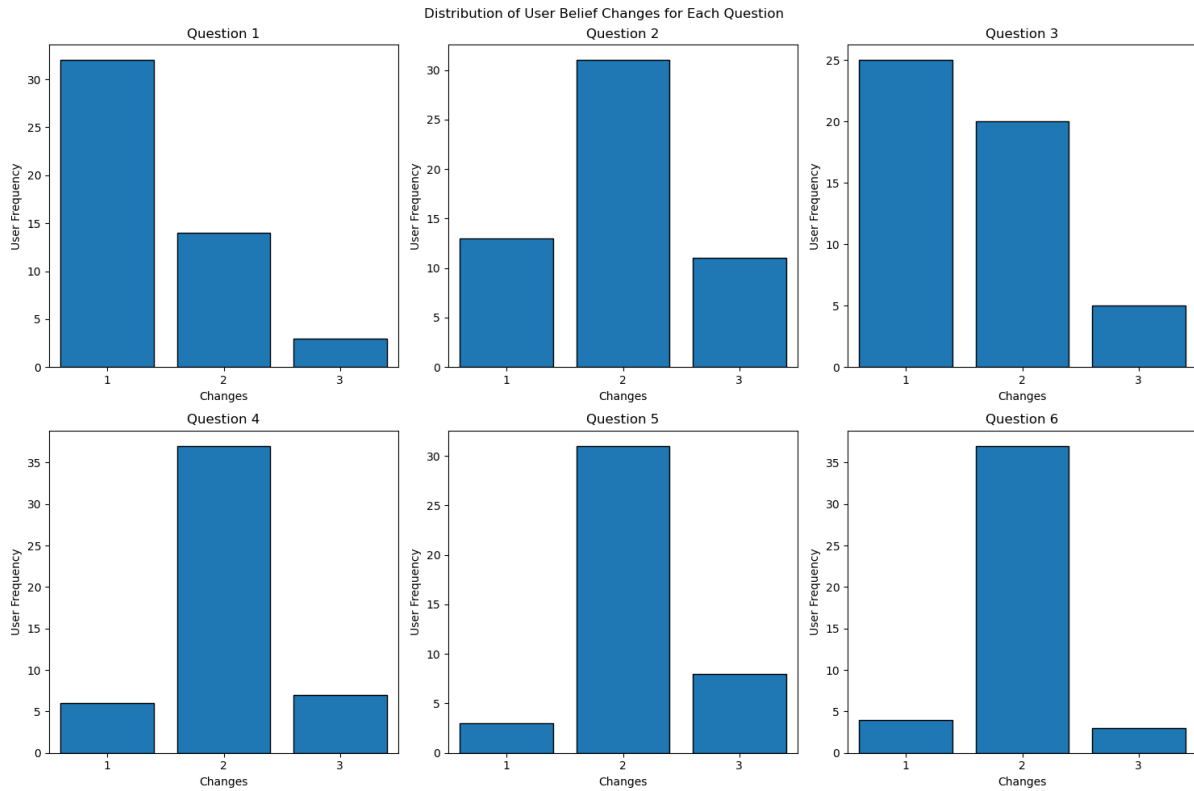 Distribution of User Belief Changes for Each Question
Question 1
30
25
20
15
10
5
0
User Frequency
1 2 3
Changes
Question 2
30
25
20
15
10
5
0
User Frequency
1 2 3
Changes
Question 3
25
20
15
10
5
0
User Frequency
1 2 3
Changes
Question 4
35
30
25
20
15
10
5
0
User Frequency
1 2 3
Changes
Question 5
30
25
20
15
10
5
0
User Frequency
1 2 3
Changes
Question 6
35
30
25
20
15
10
5
0
User Frequency
1 2 3
Changes